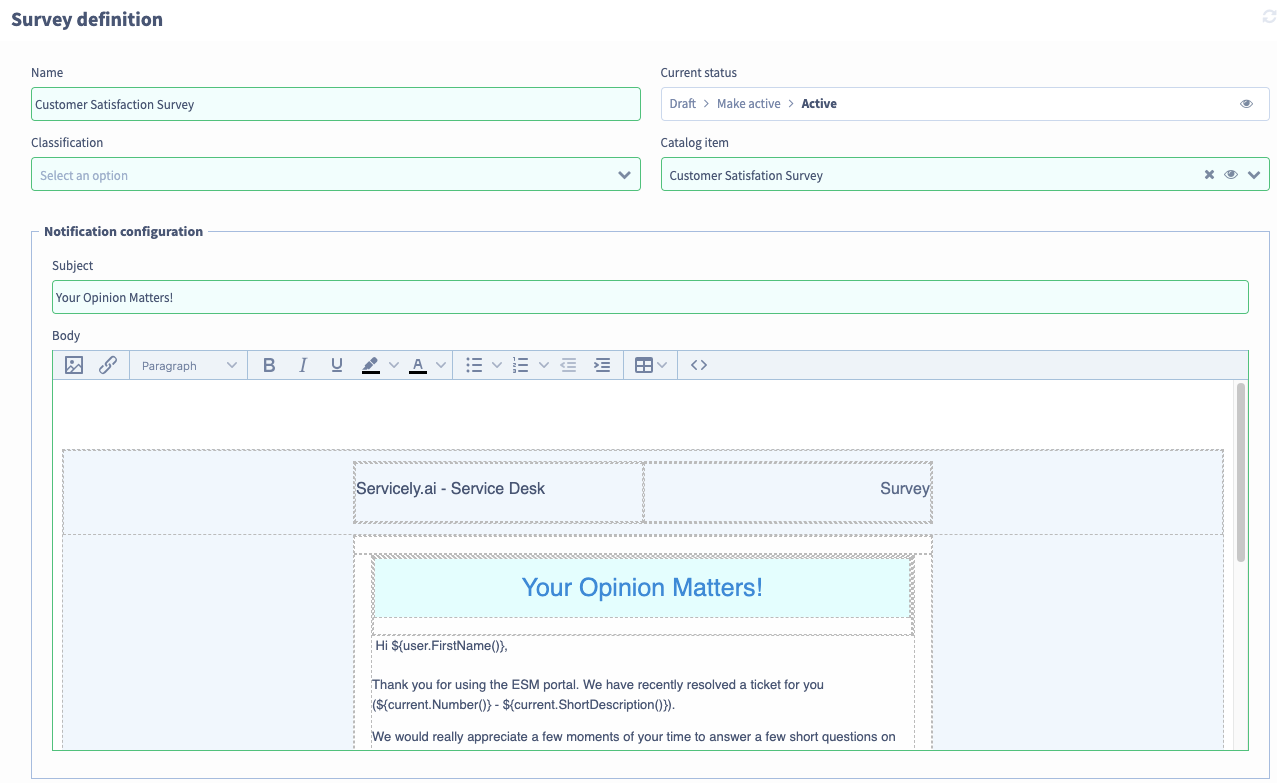 Survey definition
Name
Current status
Customer Satisfaction Survey
Draft > Make active > Active
Classification
Catalog item
Select an option
Customer Satisfation Survey
Notification configuration
Subject
Your Opinion Matters!
Body
Paragraph B I U A
Servicely.ai - Service Desk
Survey
Your Opinion Matters!
Hi ${user.FirstName()},
Thank you for using the ESM portal. We have recently resolved a ticket for you
(${current.Number()} - ${current.ShortDescription()}).
We would really appreciate a few moments of your time to answer a few short questions on